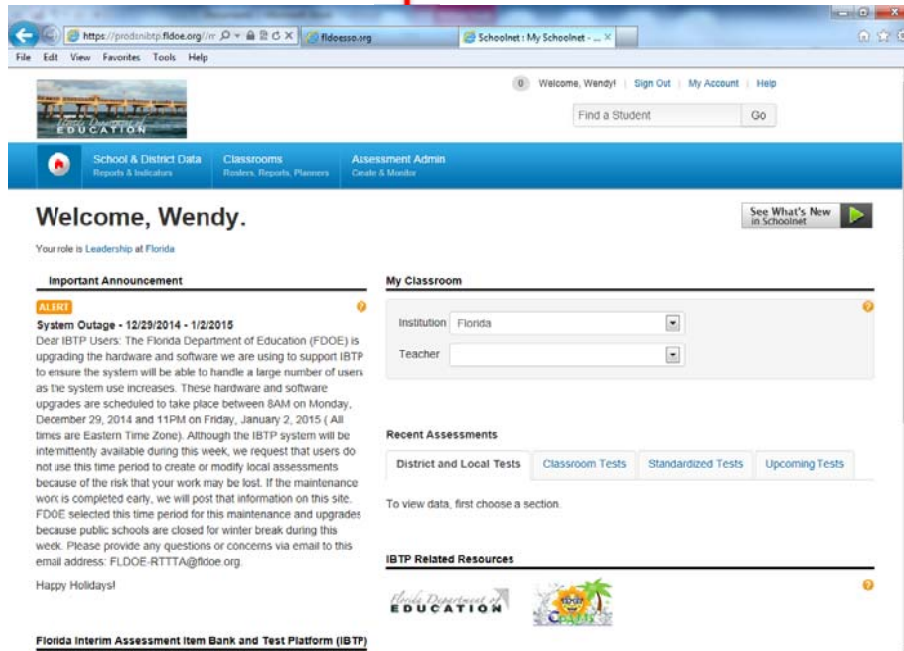 https://prodsnibtp.fldoe.org//
fldoesso.org
Schoolnet : My Schoolnet - ...
File Edit View Favorites Tools Help
0 Welcome, Wendy! Sign Out My Account Help
Florida Department of
EDUCATION
Find a Student Go
School & District Data
Reports & Indicators
Classrooms
Rosters, Reports, Planners
Assessment Admin
Create & Monitor
Welcome, Wendy.
See What's New
in Schoolnet
Your role is Leadership at Florida
Important Announcement
ALERT
System Outage - 12/29/2014 - 1/2/2015
Dear IBTP Users: The Florida Department of Education (FDOE) is
upgrading the hardware and software we are using to support IBTP
to ensure the system will be able to handle a large number of users
as the system use increases. These hardware and software
upgrades are scheduled to take place between 8AM on Monday,
December 29, 2014 and 11PM on Friday, January 2, 2015 ( All
times are Eastern Time Zone). Although the IBTP system will be
intermittently available during this week, we request that users do
not use this time period to create or modify local assessments
because of the risk that your work may be lost. If the maintenance
work is completed early, we will post that information on this site.
FDOE selected this time period for this maintenance and upgrades
because public schools are closed for winter break during this
week. Please provide any questions or concerns via email to this
email address: FLDOE-RTTTA@fldoe.org.
Happy Holidays!
Florida Interim Assessment Item Bank and Test Platform (IBTP)
My Classroom
Institution Florida
Teacher
Recent Assessments
District and Local Tests Classroom Tests Standardized Tests Upcoming Tests
To view data, first choose a section.
IBTP Related Resources
Florida Department of
EDUCATION
CPALMS